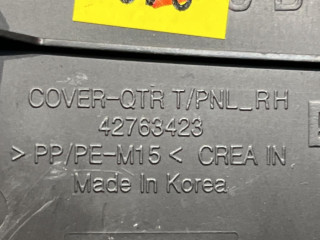 COVER-QTR T/PNL_RH
42763423
> PP/PE-M15 < CREA IN
Made In Korea